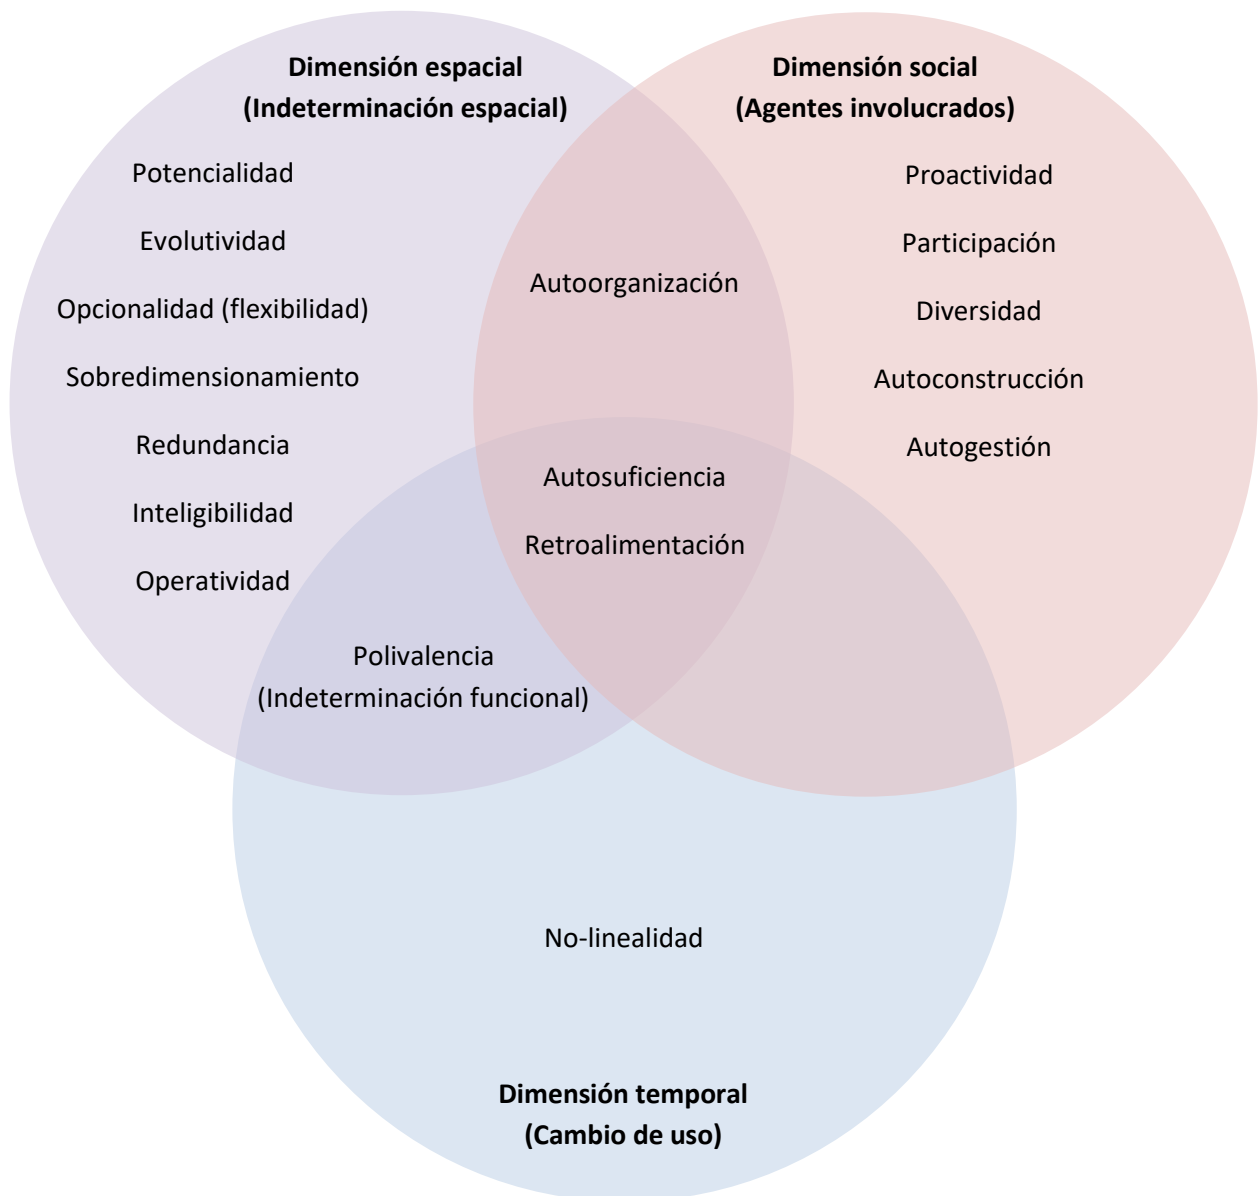 Dimensión espacial
(Indeterminación espacial)
Potencialidad
Evolutividad
Opcionalidad (flexibilidad)
Sobredimensionamiento
Redundancia
Inteligibilidad
Operatividad
Dimensión social
(Agentes involucrados)
Proactividad
Participación
Diversidad
Autoconstrucción
Autogestión
Autoorganización
Autosuficiencia
Retroalimentación
Polivalencia
(Indeterminación funcional)
No-linealidad
Dimensión temporal
(Cambio de uso)